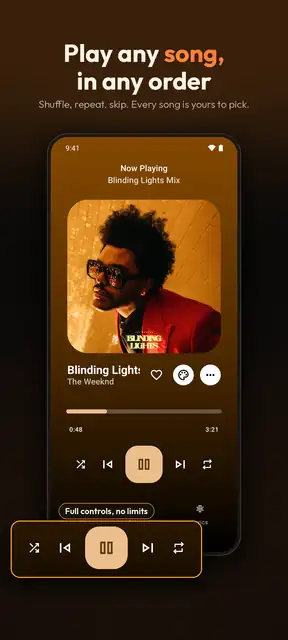 Play any song,
in any order
Shuffle, repeat, skip. Every song is yours to pick.
9:41
Now Playing
Blinding Lights Mix
BLINDING
LIGHTS
Blinding Lights
The Weeknd
0:48
3:21
Full controls, no limits